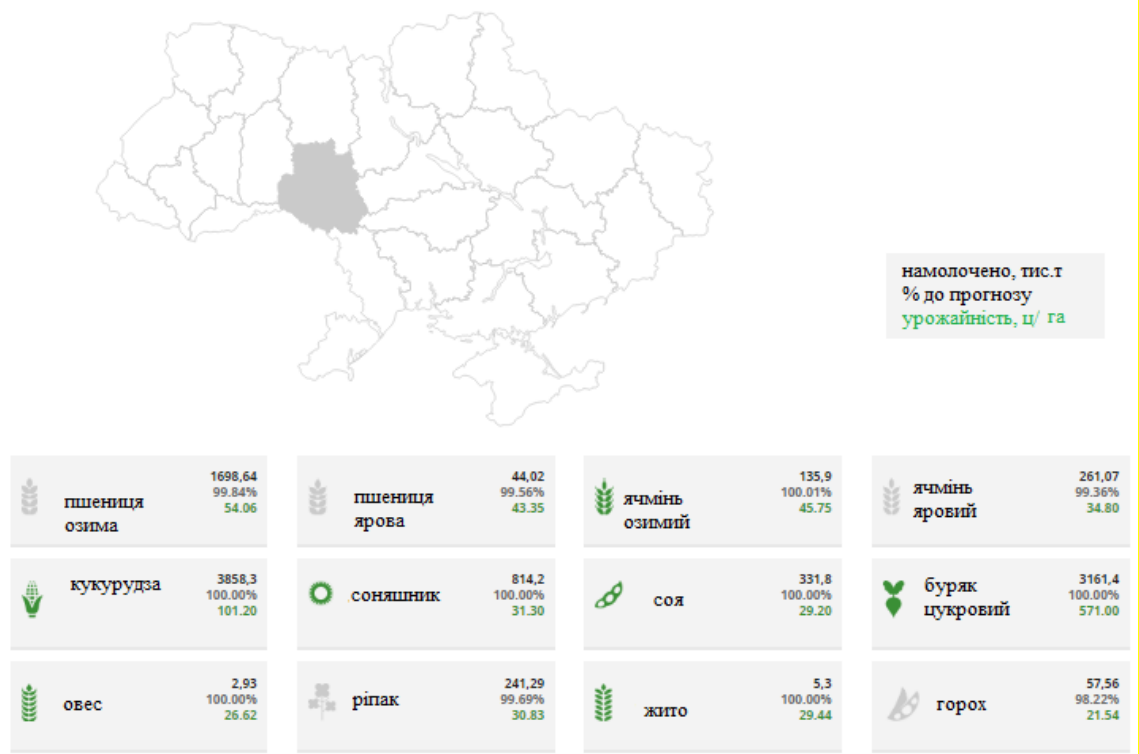 намолочено, тис.т
% до прогнозу
урожайність, ц/ га
пшениця
озима
1698,64
99.84%
54.06
пшениця
ярова
44,02
99.56%
43.35
ячмінь
озимий
135,9
100.01%
45.75
ячмінь
яровий
261,07
99.36%
34.80
кукурудза
3858,3
100.00%
101.20
соняшник
814,2
100.00%
31.30
соя
331,8
100.00%
29.20
буряк
цукровий
3161,4
100.00%
571.00
овес
2,93
100.00%
26.62
ріпак
241,29
99.69%
30.83
жито
5,3
100.00%
29.44
горох
57,56
98.22%
21.54